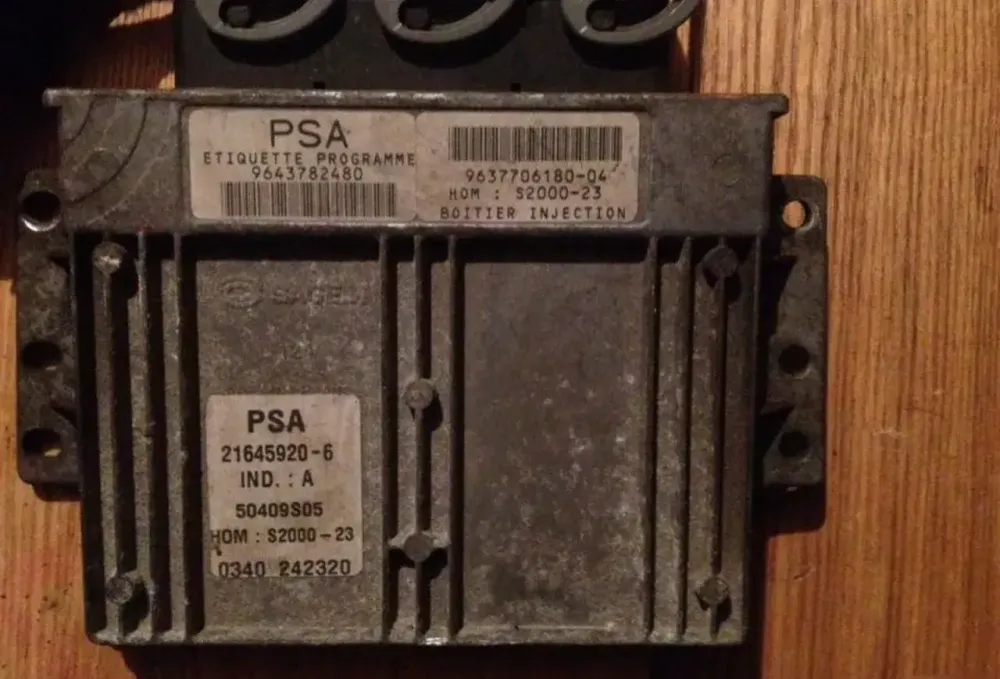 PSA
ETIQUETTE PROGRAMME
9643782480
9637706180-04
HOM : S2000-23
BOITIER INJECTION
SAGEM
PSA
21645920-6
IND. : A
50409S05
HOM : S2000-23
0340 242320